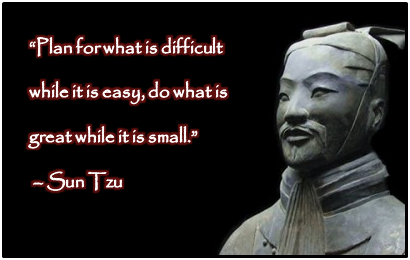 “Plan for what is difficult
while it is easy, do what is
great while it is small.”
– Sun Tzu